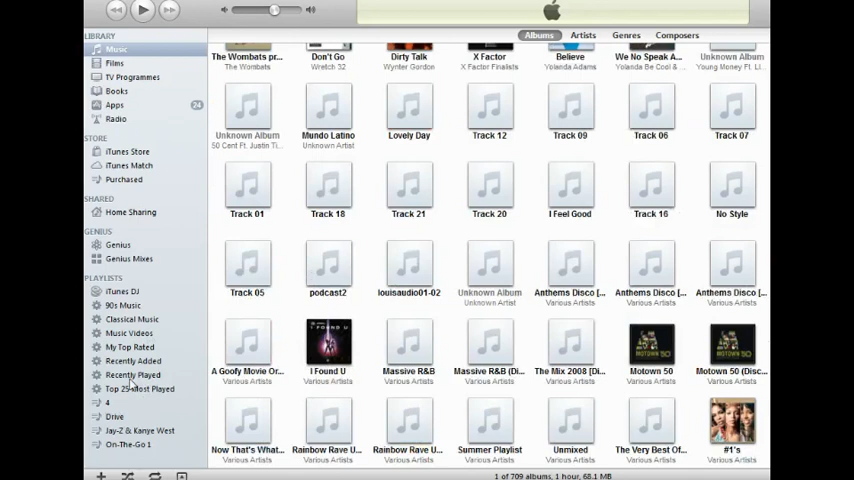 Albums Artists Genres Composers
LIBRARY
Music
Films
TV Programmes
Books
Apps 24
Radio
STORE
iTunes Store
iTunes Match
Purchased
SHARED
Home Sharing
GENIUS
Genius
Genius Mixes
PLAYLISTS
iTunes DJ
90s Music
Classical Music
Music Videos
My Top Rated
Recently Added
Recently Played
Top 25 Most Played
4
Drive
Jay-Z & Kanye West
On-The-Go 1
The Wombats pr... Don't Go Dirty Talk X Factor Believe We No Speak A... Unknown Album
The Wombats Wretch 32 Wynter Gordon X Factor Finalists Yolanda Adams Yolanda Be Cool & ... Young Money Ft. Ll...
Unknown Album Mundo Latino Lovely Day Track 12 Track 09 Track 06 Track 07
50 Cent Ft. Justin Ti... Unknown Artist
Track 01 Track 18 Track 21 Track 20 I Feel Good Track 16 No Style
Track 05 podcast2 louisaudio01-02 Unknown Album Anthems Disco [... Anthems Disco [... Anthems Disco [...
Unknown Artist Various Artists Various Artists Various Artists
I FOUND U
MOTOWN 50
MOTOWN 50
A Goofy Movie Or... I Found U Massive R&B Massive R&B (Di... The Mix 2008 [Di... Motown 50 Motown 50 (Disc...
Various Artists Various Artists Various Artists Various Artists Various Artists Various Artists Various Artists
Now That's What... Rainbow Rave U... Rainbow Rave U... Summer Playlist Unmixed The Very Best Of... #1's
Various Artists Various Artists Various Artists Various Artists Various Artists Various Artists Various Artists
1 of 709 albums, 1 hour, 68.1 MB